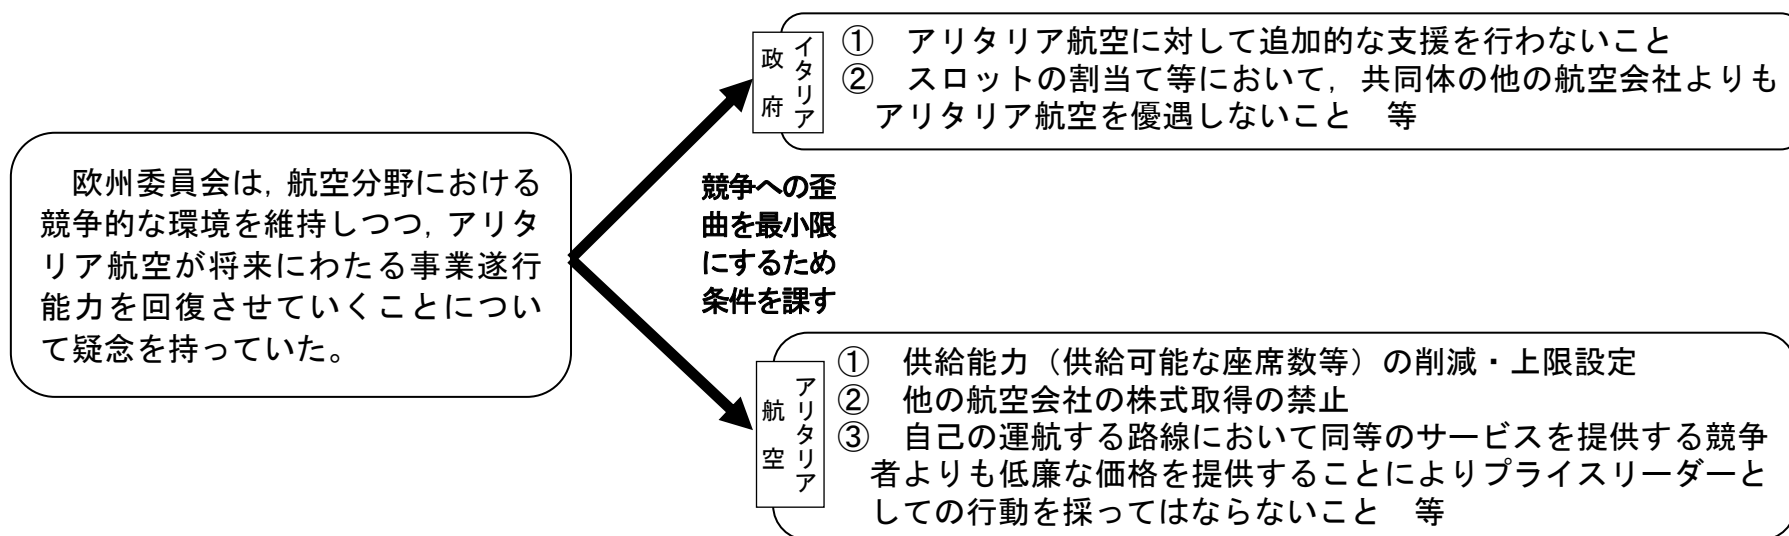 欧州委員会は，航空分野における
競争的な環境を維持しつつ，アリタ
リア航空が将来にわたる事業遂行
能力を回復させていくことについ
て疑念を持っていた。
競争への歪
曲を最小限
にするため
条件を課す
イタリア
政府
① アリタリア航空に対して追加的な支援を行わないこと
② スロットの割当て等において，共同体の他の航空会社よりも
アリタリア航空を優遇しないこと　等
アリタリア
航空
① 供給能力（供給可能な座席数等）の削減・上限設定
② 他の航空会社の株式取得の禁止
③ 自己の運航する路線において同等のサービスを提供する競争
者よりも低廉な価格を提供することによりプライスリーダーと
しての行動を採ってはならないこと　等